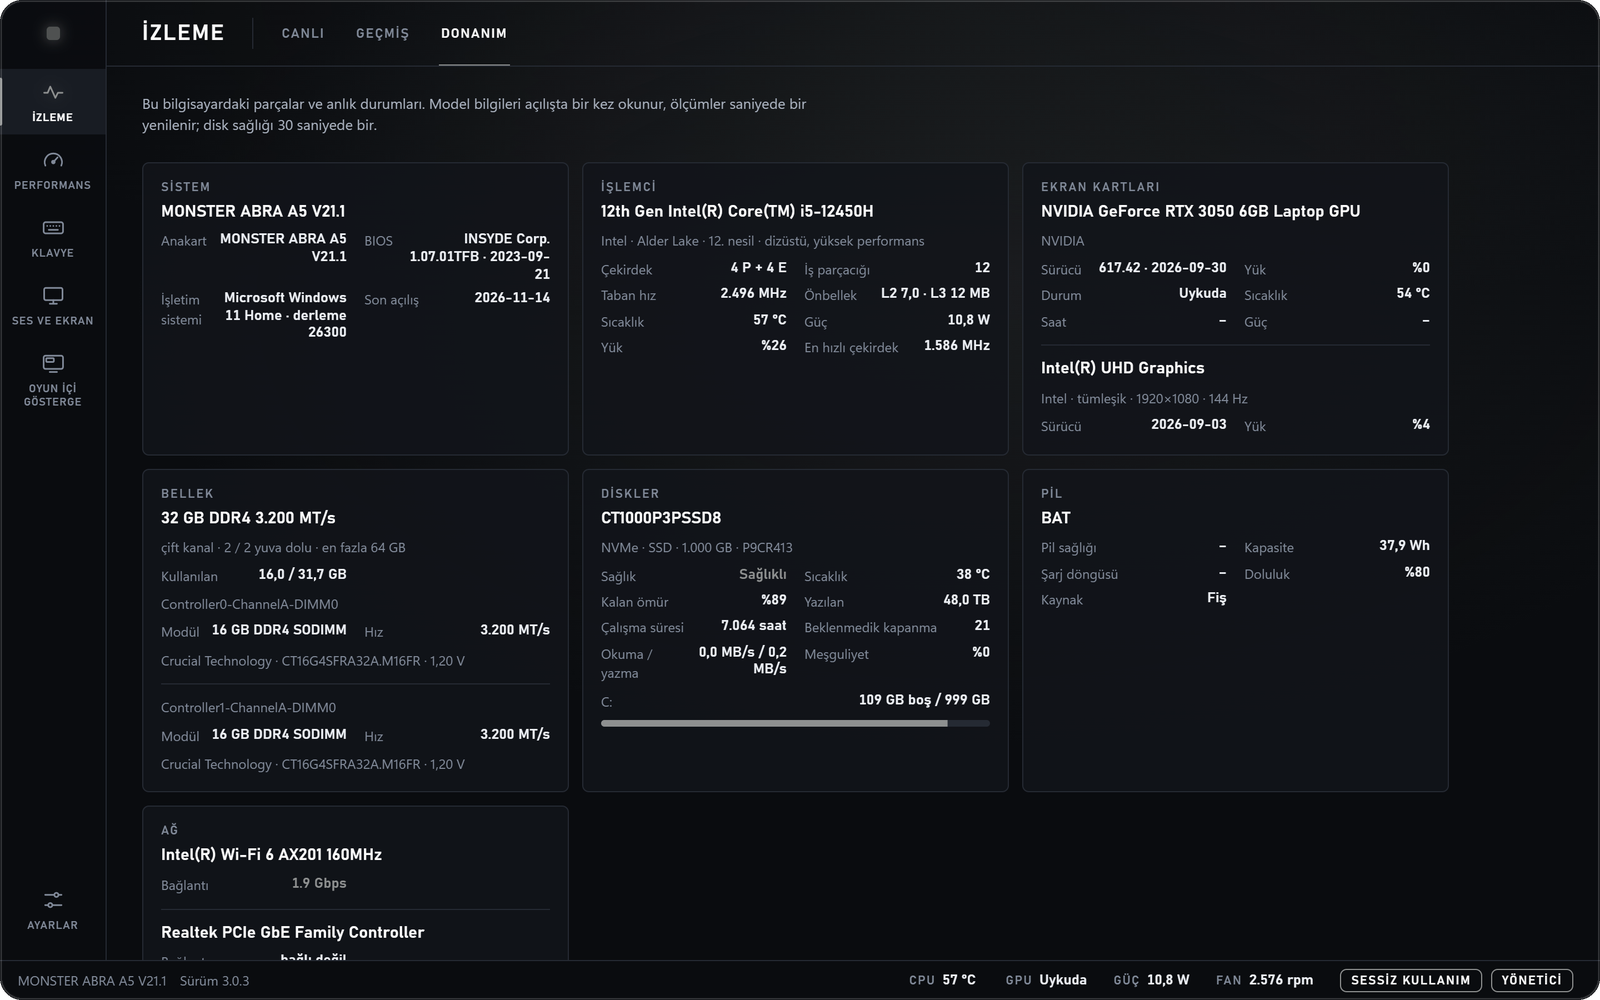 İZLEME
CANLI
GEÇMİŞ
DONANIM
İZLEME
PERFORMANS
KLAVYE
SES VE EKRAN
OYUN İÇİ
GÖSTERGE
AYARLAR
Bu bilgisayardaki parçalar ve anlık durumları. Model bilgileri açılışta bir kez okunur, ölçümler saniyede bir
yenilenir; disk sağlığı 30 saniyede bir.
SİSTEM
MONSTER ABRA A5 V21.1
Anakart MONSTER ABRA A5
V21.1
BIOS INSYDE Corp.
1.07.01TFB · 2023-09-
21
İşletim
sistemi
Microsoft Windows
11 Home · derleme
26300
Son açılış 2026-11-14
İŞLEMCİ
12th Gen Intel(R) Core(TM) i5-12450H
Intel · Alder Lake · 12. nesil · dizüstü, yüksek performans
Çekirdek 4 P + 4 E İş parçacığı 12
Taban hız 2.496 MHz Önbellek L2 7,0 · L3 12 MB
Sıcaklık 57 °C Güç 10,8 W
Yük %26 En hızlı çekirdek 1.586 MHz
EKRAN KARTLARI
NVIDIA GeForce RTX 3050 6GB Laptop GPU
NVIDIA
Sürücü 617.42 · 2026-09-30 Yük %0
Durum Uykuda Sıcaklık 54 °C
Saat – Güç –
Intel(R) UHD Graphics
Intel · tümleşik · 1920×1080 · 144 Hz
Sürücü 2026-09-03 Yük %4
BELLEK
32 GB DDR4 3.200 MT/s
çift kanal · 2 / 2 yuva dolu · en fazla 64 GB
Kullanılan 16,0 / 31,7 GB
Controller0-ChannelA-DIMM0
Modül 16 GB DDR4 SODIMM Hız 3.200 MT/s
Crucial Technology · CT16G4SFRA32A.M16FR · 1,20 V
Controller1-ChannelA-DIMM0
Modül 16 GB DDR4 SODIMM Hız 3.200 MT/s
Crucial Technology · CT16G4SFRA32A.M16FR · 1,20 V
DİSKLER
CT1000P3PSSD8
NVMe · SSD · 1.000 GB · P9CR413
Sağlık Sağlıklı Sıcaklık 38 °C
Kalan ömür %89 Yazılan 48,0 TB
Çalışma süresi 7.064 saat Beklenmedik kapanma 21
Okuma /
yazma
0,0 MB/s / 0,2
MB/s
Meşguliyet %0
C: 109 GB boş / 999 GB
PİL
BAT
Pil sağlığı – Kapasite 37,9 Wh
Şarj döngüsü – Doluluk %80
Kaynak Fiş
AĞ
Intel(R) Wi-Fi 6 AX201 160MHz
Bağlantı 1.9 Gbps
Realtek PCIe GbE Family Controller
Bağlantı bağlı değil
MONSTER ABRA A5 V21.1 Sürüm 3.0.3
CPU 57 °C GPU Uykuda GÜÇ 10,8 W FAN 2.576 rpm SESSİZ KULLANIM YÖNETİCİ